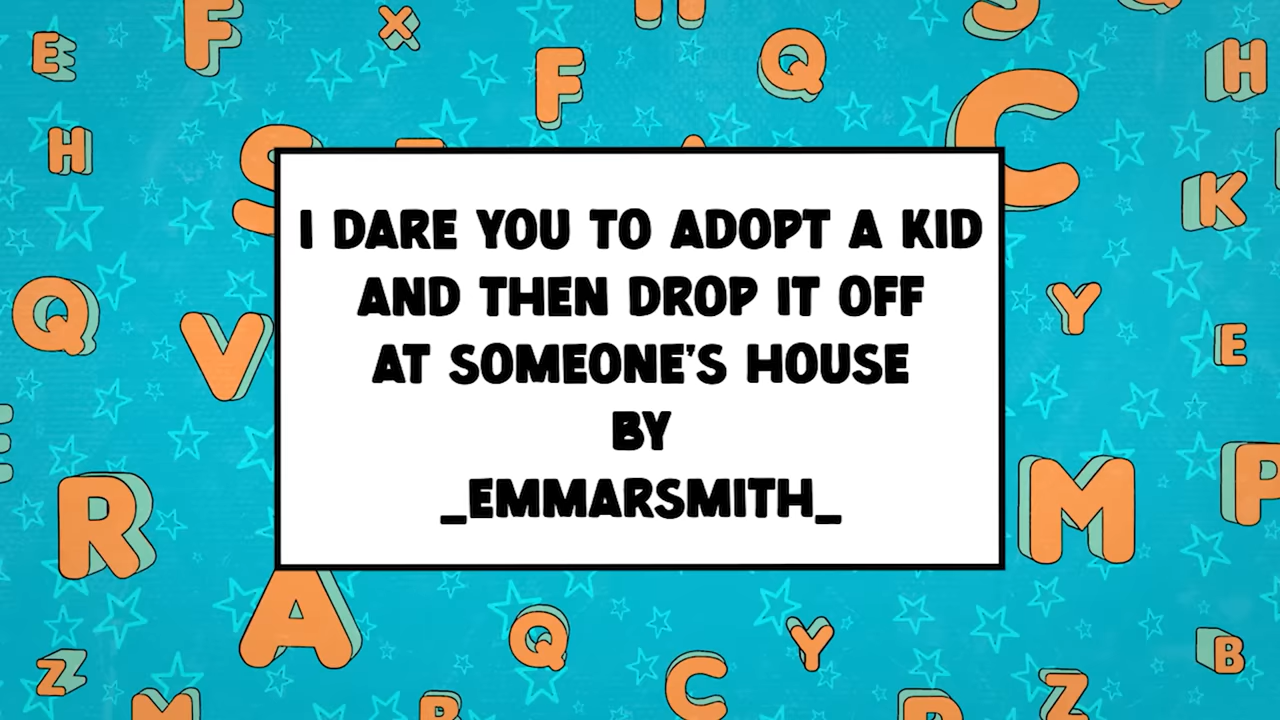 I DARE YOU TO ADOPT A KID
AND THEN DROP IT OFF
AT SOMEONE'S HOUSE
BY
_EMMARSMITH_
E
F
X
F
Q
H
H
S
C
K
Q
V
Y
E
R
M
P
A
Q
Y
B
Z
C
Z
M
B